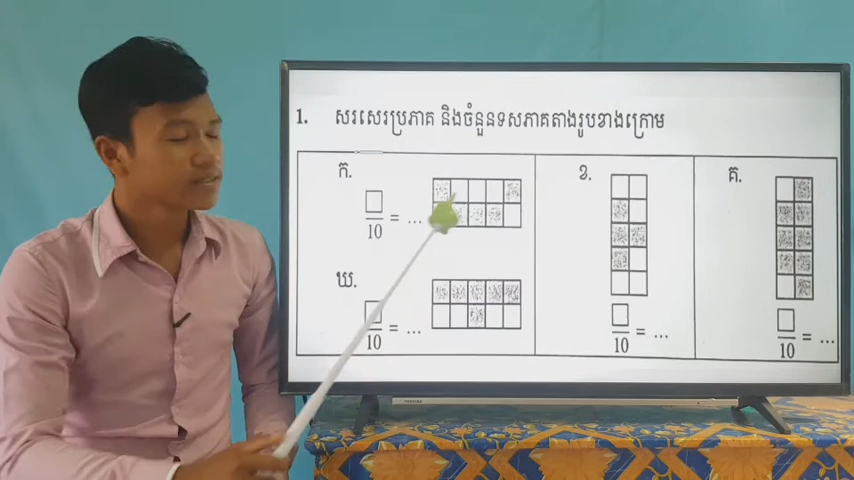 1. សរសេរប្រភាគ និងចំនួនទសភាគតាងរូបខាងក្រោម
ក.
□/10 = ...
ខ.
□/10 = ...
គ.
□/10 = ...
ឃ.
□/10 = ...